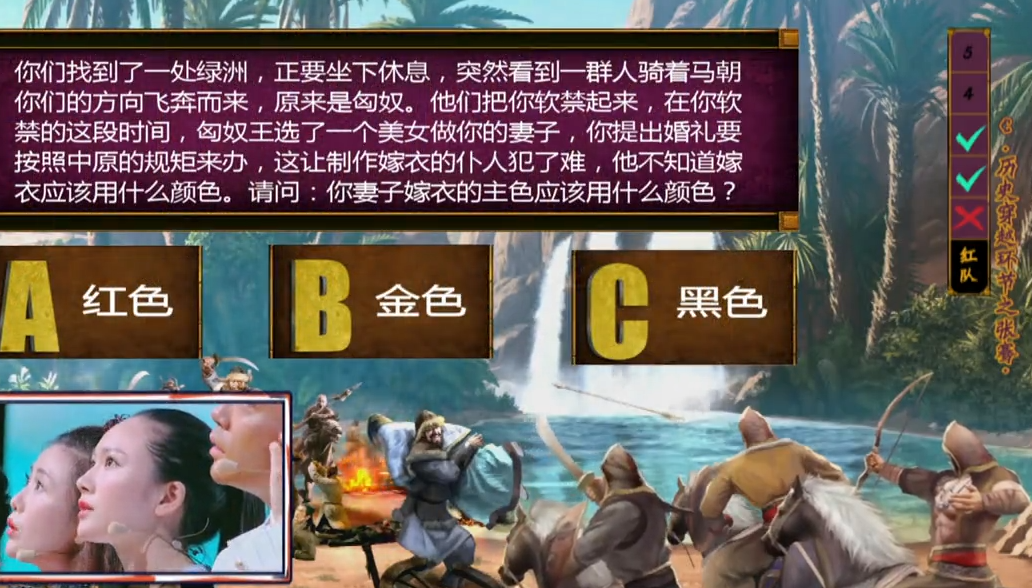 你们找到了一处绿洲，正要坐下休息，突然看到一群人骑着马朝
你们的方向飞奔而来，原来是匈奴。他们把你软禁起来，在你软
禁的这段时间，匈奴王选了一个美女做你的妻子，你提出婚礼要
按照中原的规矩来办，这让制作嫁衣的仆人犯了难，他不知道嫁
衣应该用什么颜色。请问：你妻子嫁衣的主色应该用什么颜色？
A 红色
B 金色
C 黑色
5
4
红队
历史穿越环节之张骞